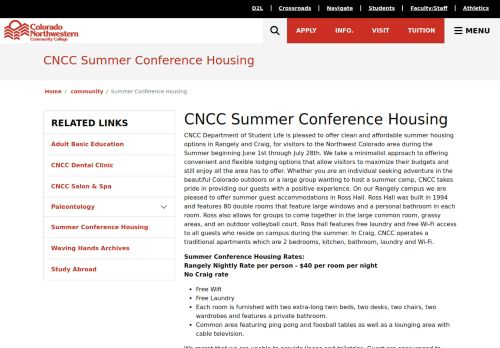 D2L | Crossroads | Navigate | Students | Faculty/Staff | Athletics
Colorado
Northwestern
Community College
APPLY INFO. VISIT TUITION MENU
CNCC Summer Conference Housing
Home / community / Summer Conference Housing
RELATED LINKS
Adult Basic Education
CNCC Dental Clinic
CNCC Salon & Spa
Paleontology
Summer Conference Housing
Waving Hands Archives
Study Abroad
CNCC Summer Conference Housing
CNCC Department of Student Life is pleased to offer clean and affordable summer housing
options in Rangely and Craig, for visitors to the Northwest Colorado area during the
Summer beginning June 1st through July 28th. We take a minimalist approach to offering
convenient and flexible lodging options that allow visitors to maximize their budgets and
still enjoy all the area has to offer. Whether you are an individual seeking adventure in the
beautiful Colorado outdoors or a large group wanting to host a summer camp, CNCC takes
pride in providing our guests with a positive experience. On our Rangely campus we are
pleased to offer summer guest accommodations in Ross Hall. Ross Hall was built in 1994
and features 80 double rooms that feature large windows and a personal bathroom in each
room. Ross also allows for groups to come together in the large common room, grassy
areas, and an outdoor volleyball court. Ross Hall features free laundry and free Wi-Fi access
to all guests who reside on campus during the summer. In Craig, CNCC operates a
traditional apartments which are 2 bedrooms, kitchen, bathroom, laundry and Wi-Fi.
Summer Conference Housing Rates:
Rangely Nightly Rate per person - $40 per room per night
No Craig rate
Free Wifi
Free Laundry
Each room is furnished with two extra-long twin beds, two desks, two chairs, two
wardrobes and features a private bathroom.
Common area featuring ping pong and foosball tables as well as a lounging area with
cable television.